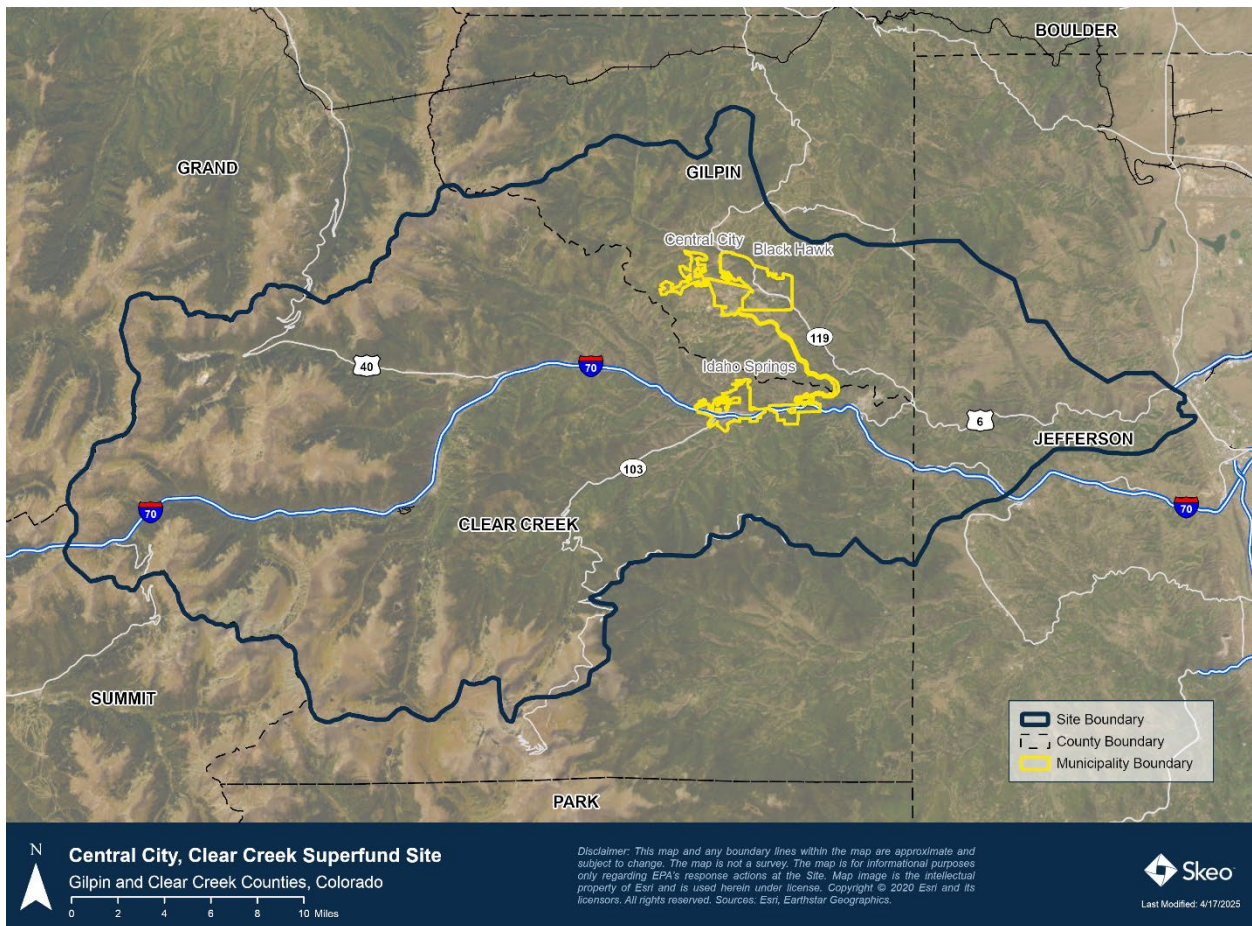 BOULDER
GRAND
GILPIN
Central City
Black Hawk
119
70
40
Idaho Springs
6
JEFFERSON
103
70
70
CLEAR CREEK
SUMMIT
Site Boundary
County Boundary
Municipality Boundary
PARK
N
Central City, Clear Creek Superfund Site
Gilpin and Clear Creek Counties, Colorado
0 2 4 6 8 10 Miles
Disclaimer: This map and any boundary lines within the map are approximate and
subject to change. The map is not a survey. The map is for informational purposes
only regarding EPA's response actions at the Site. Map image is the intellectual
property of Esri and is used herein under license. Copyright © 2020 Esri and its
licensors. All rights reserved. Sources: Esri, Earthstar Geographics.
Skeo
Last Modified: 4/17/2025